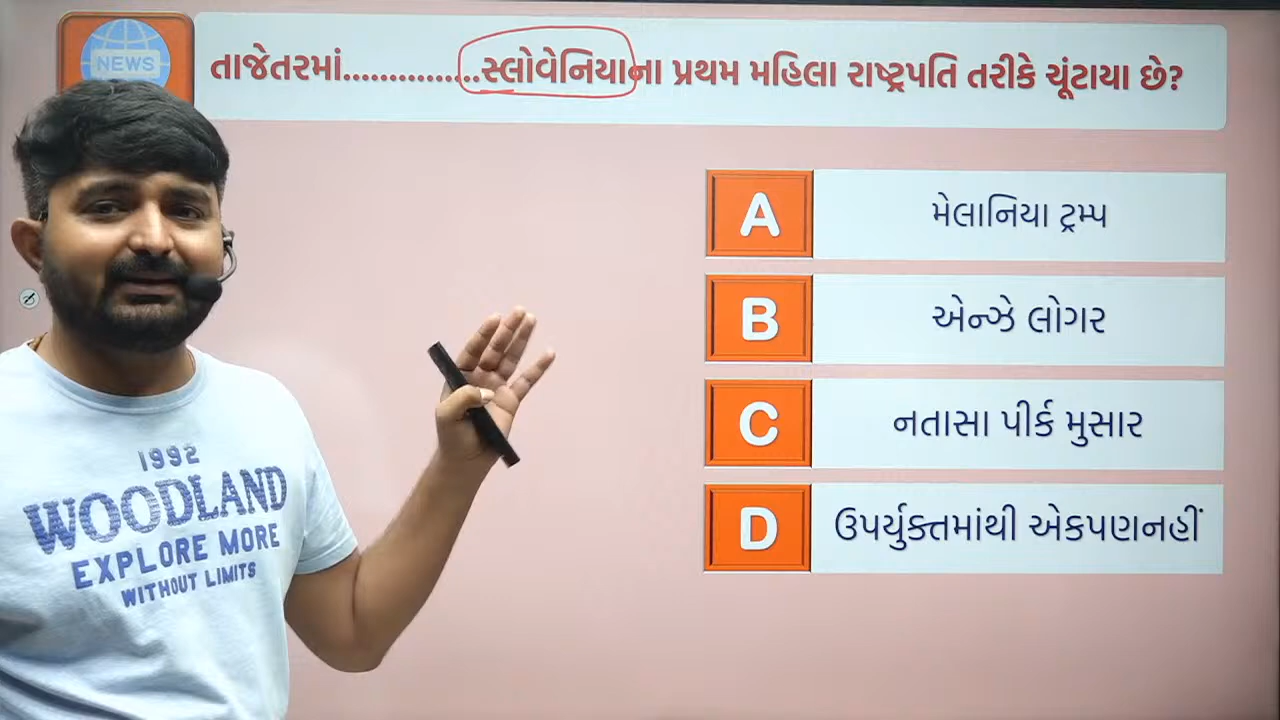 NEWS
તાજેતરમાં...............સ્લોવેનિયાના પ્રથમ મહિલા રાષ્ટ્રપતિ તરીકે ચૂંટાયા છે?
A મેલાનિયા ટ્રમ્પ
B એન્ઝે લોગર
C નતાસા પીર્ક મુસાર
D ઉપર્યુક્તમાંથી એકપણનહીં
1992
WOODLAND
EXPLORE MORE
WITHOUT LIMITS